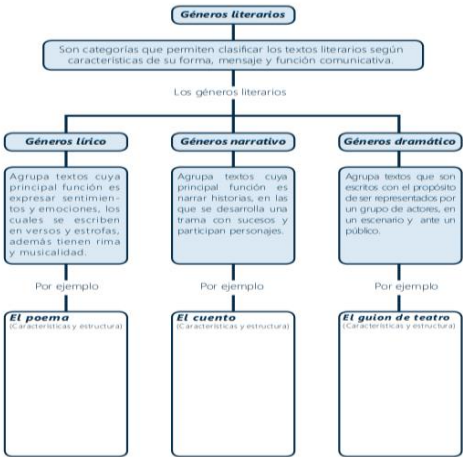 Géneros literarios
Son categorías que permiten clasificar los textos literarios según
características de su forma, mensaje y función comunicativa.
Los géneros literarios
Géneros lírico
Agrupa textos cuya
principal función es
expresar sentimien-
tos y emociones, los
cuales se escriben
en versos y estrofas,
además tienen rima
y musicalidad.
Por ejemplo
El poema
(Características y estructura)
Géneros narrativo
Agrupa textos cuya
principal función es
narrar historias, en las
que se desarrolla una
trama con sucesos y
participan personajes.
Por ejemplo
El cuento
(Características y estructura)
Géneros dramático
Agrupa textos que son
escritos con el propósito
de ser representados por
un grupo de actores, en
un escenario y ante un
público.
Por ejemplo
El guion de teatro
(Características y estructura)